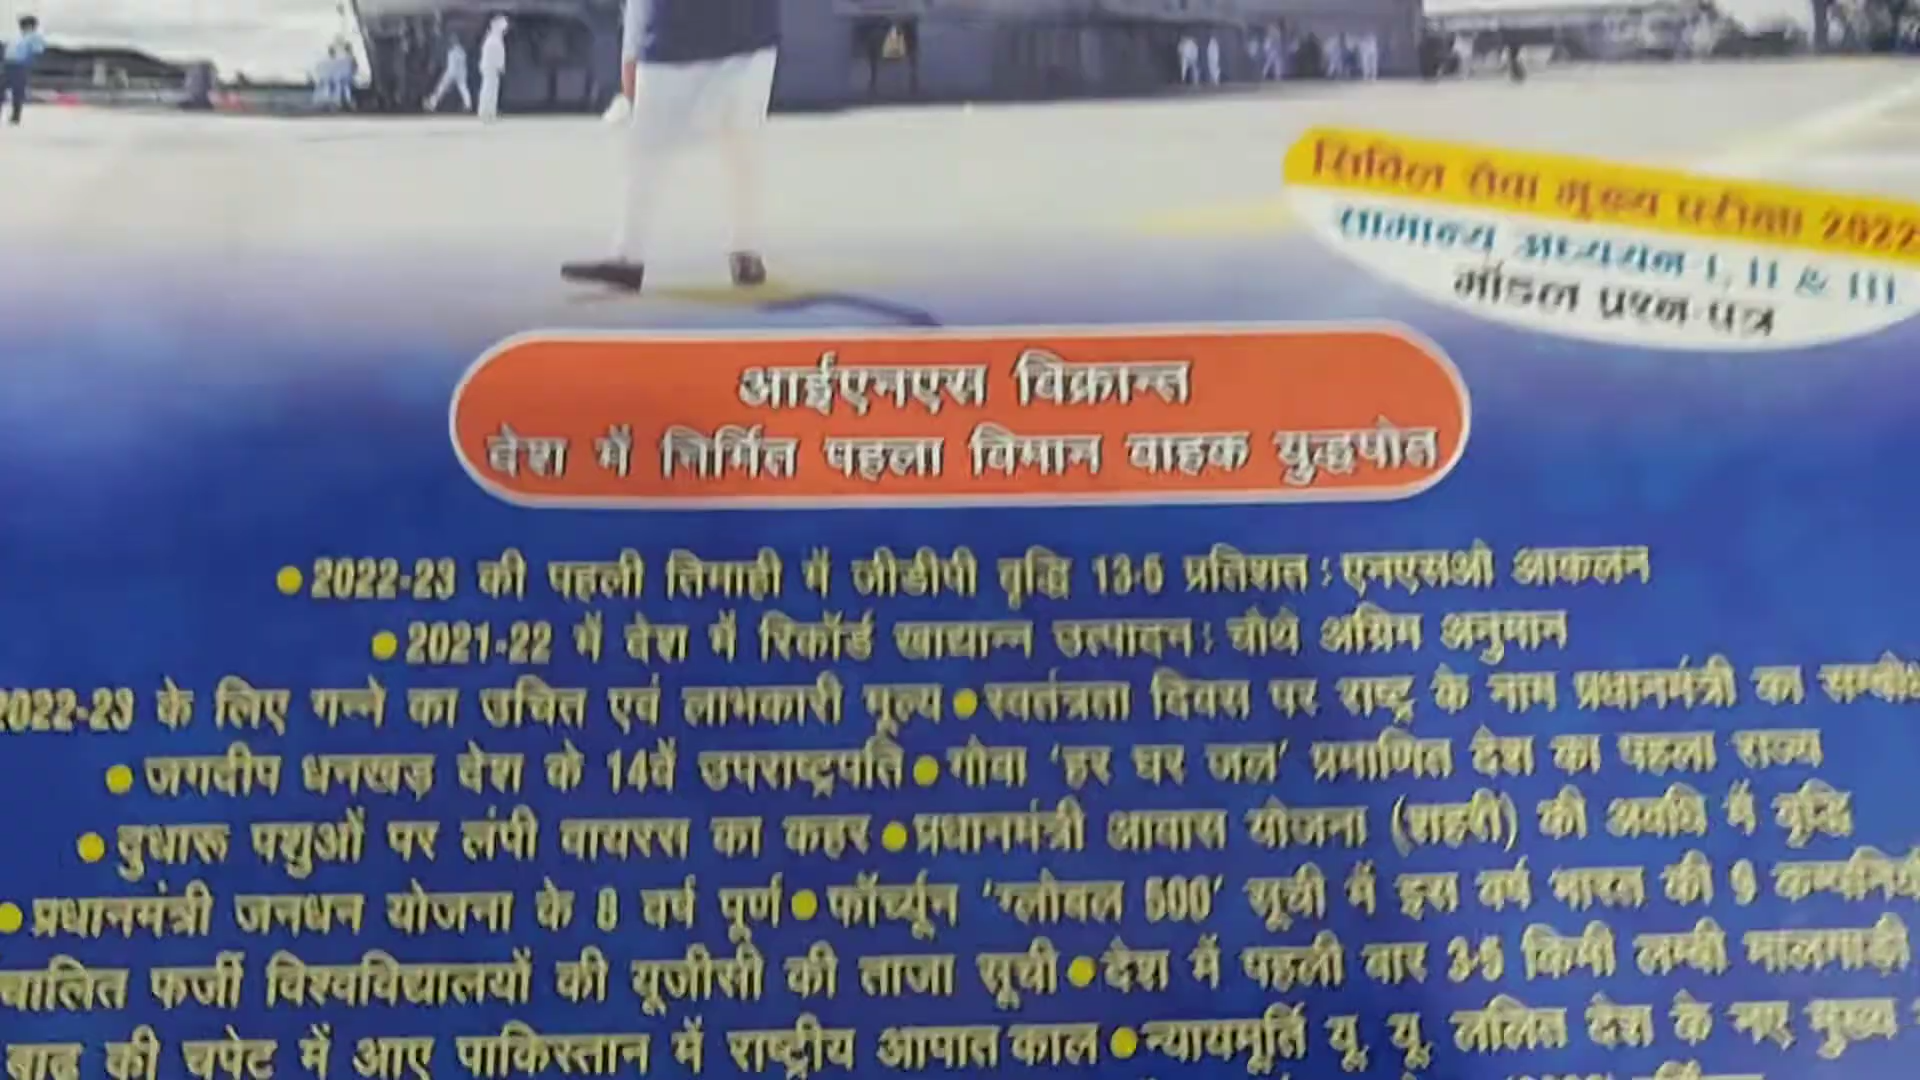 सिविल सेवा मुख्य परीक्षा 2022
सामान्य अध्ययन-I, II & III
मॉडल प्रश्न-पत्र
आईएनएस विक्रान्त
देश में निर्मित पहला विमान वाहक युद्धपोत
●2022-23 की पहली तिमाही में जीडीपी वृद्धि 13·5 प्रतिशत : एनएसओ आकलन
●2021-22 में देश में रिकॉर्ड खाद्यान्न उत्पादन : चौथे अग्रिम अनुमान
2022-23 के लिए गन्ने का उचित एवं लाभकारी मूल्य ●स्वतंत्रता दिवस पर राष्ट्र के नाम प्रधानमंत्री का
●जगदीप धनखड़ देश के 14वें उपराष्ट्रपति ●गोवा 'हर घर जल' प्रमाणित देश का पहला राज्य
●दुधारू पशुओं पर लंपी वायरस का कहर ●प्रधानमंत्री आवास योजना (शहरी) की अवधि में वृद्धि
●प्रधानमंत्री जनधन योजना के 8 वर्ष पूर्ण ●फॉर्च्यून 'ग्लोबल 500' सूची में इस वर्ष भारत की 9
फर्जी विश्वविद्यालयों की यूजीसी की ताजा सूची ●देश में पहली बार 3·5 किमी लम्बी मालगाड़ी
बाढ़ की चपेट में आए पाकिस्तान में राष्ट्रीय आपात काल ●न्यायमूर्ति यू. यू. ललित देश के नए मुख्य